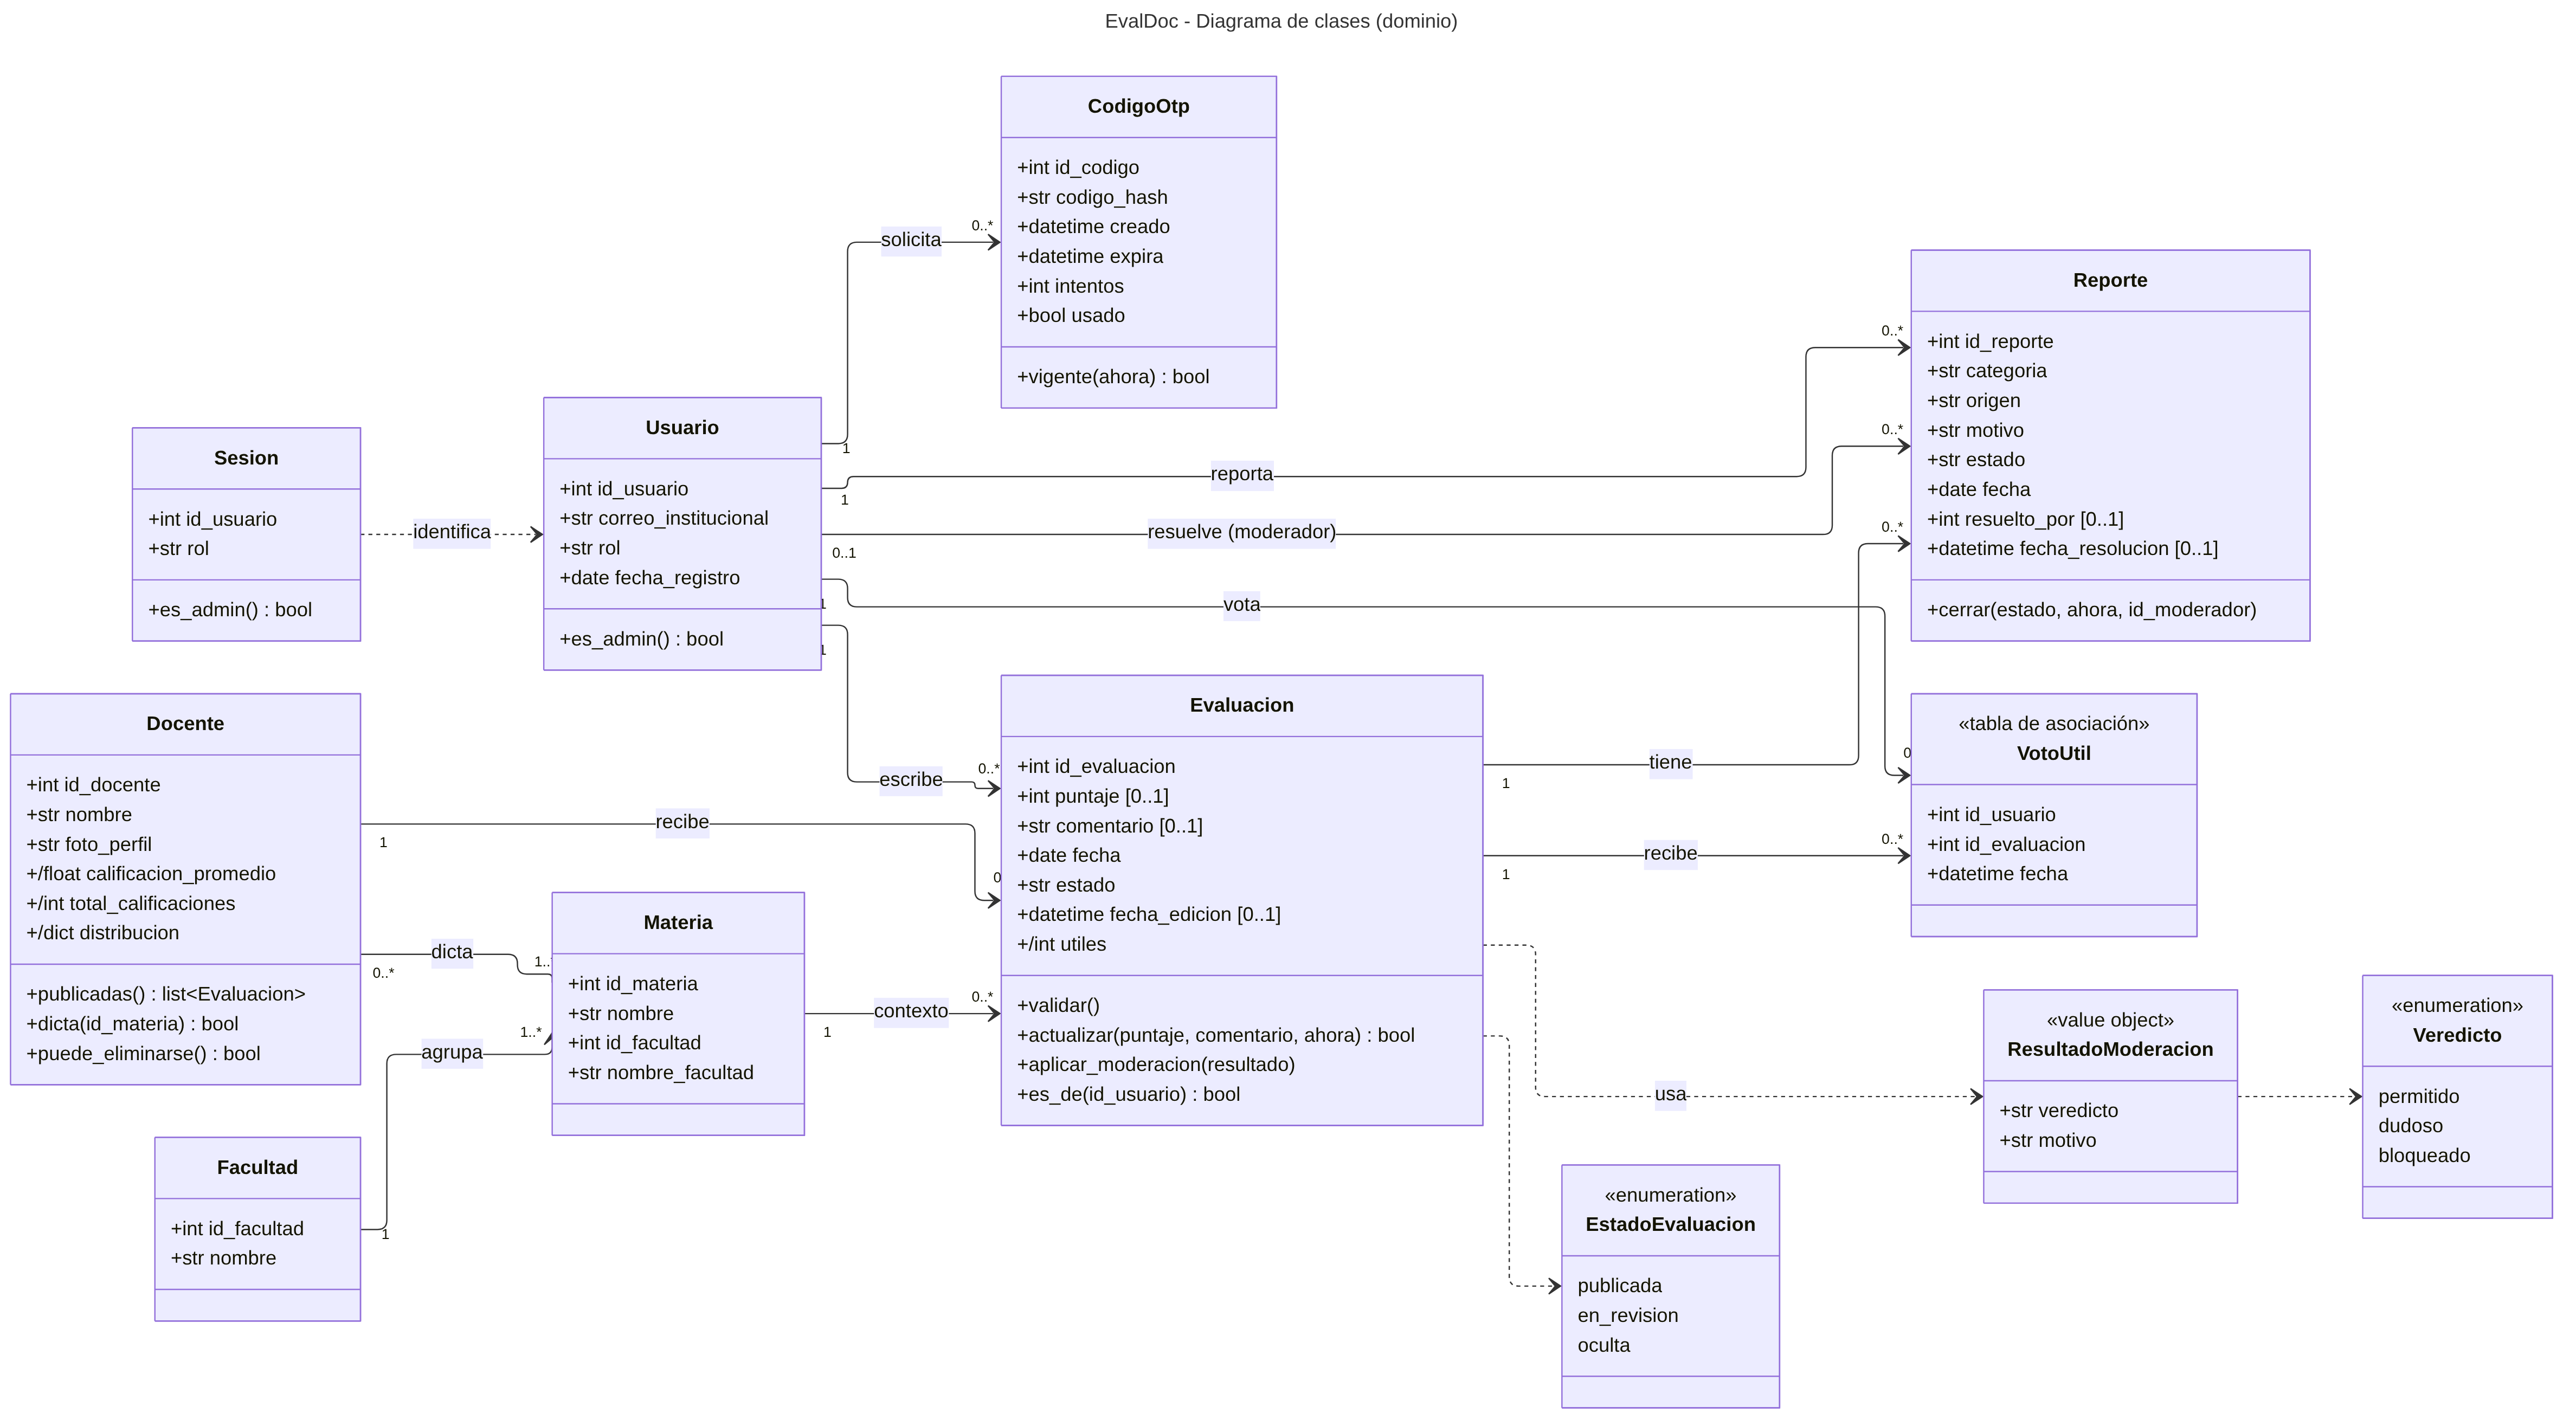 EvalDoc - Diagrama de clases (dominio)
CodigoOtp
+int id_codigo
+str codigo_hash
+datetime creado
+datetime expira
+int intentos
+bool usado
+vigente(ahora) : bool
solicita
0..*
1
Reporte
+int id_reporte
+str categoria
+str origen
+str motivo
+str estado
+date fecha
+int resuelto_por [0..1]
+datetime fecha_resolucion [0..1]
+cerrar(estado, ahora, id_moderador)
0..*
0..*
0..*
Usuario
+int id_usuario
+str correo_institucional
+str rol
+date fecha_registro
+es_admin() : bool
Sesion
+int id_usuario
+str rol
+es_admin() : bool
identifica
reporta
1
resuelve (moderador)
0..1
vota
1
1
Docente
+int id_docente
+str nombre
+str foto_perfil
+/float calificacion_promedio
+/int total_calificaciones
+/dict distribucion
+publicadas() : list<Evaluacion>
+dicta(id_materia) : bool
+puede_eliminarse() : bool
Evaluacion
+int id_evaluacion
+int puntaje [0..1]
+str comentario [0..1]
+date fecha
+str estado
+datetime fecha_edicion [0..1]
+/int utiles
+validar()
+actualizar(puntaje, comentario, ahora) : bool
+aplicar_moderacion(resultado)
+es_de(id_usuario) : bool
escribe
0..*
recibe
1
0
tiene
1
recibe
1
0..*
0
«tabla de asociación»
VotoUtil
+int id_usuario
+int id_evaluacion
+datetime fecha
dicta
0..*
1..
Materia
+int id_materia
+str nombre
+int id_facultad
+str nombre_facultad
agrupa
1..*
1
contexto
1
0..*
Facultad
+int id_facultad
+str nombre
usa
«value object»
ResultadoModeracion
+str veredicto
+str motivo
«enumeration»
Veredicto
permitido
dudoso
bloqueado
«enumeration»
EstadoEvaluacion
publicada
en_revision
oculta